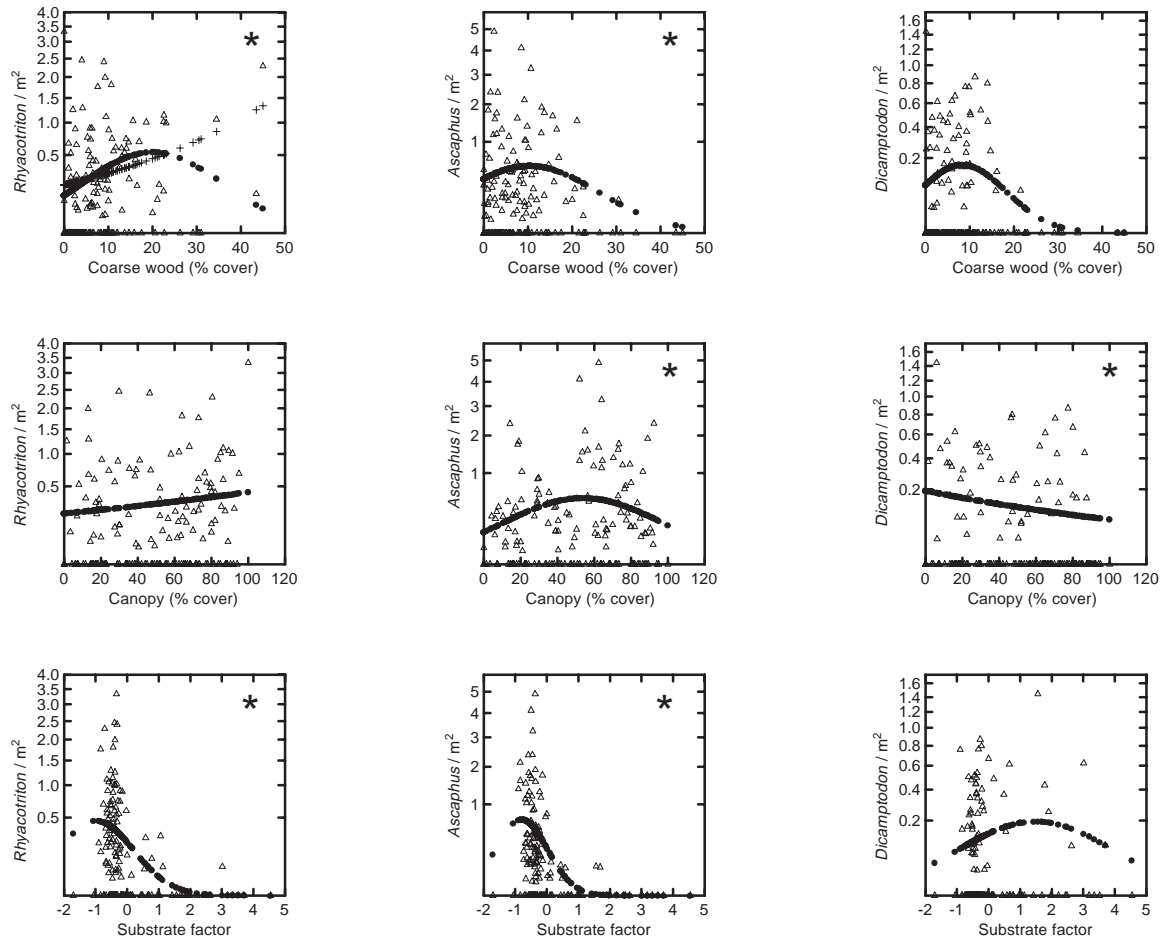 4.0
3.5
3.0
2.5
2.0
1.5
1.0
0.5
Rhyacotriton / m²
*
0 10 20 30 40 50
Coarse wood (% cover)
5
4
3
2
1
Ascaphus / m²
*
0 10 20 30 40 50
Coarse wood (% cover)
1.6
1.4
1.2
1.0
0.8
0.6
0.4
0.2
Dicamptodon / m²
0 10 20 30 40 50
Coarse wood (% cover)
4.0
3.5
3.0
2.5
2.0
1.5
1.0
0.5
Rhyacotriton / m²
0 20 40 60 80 100 120
Canopy (% cover)
5
4
3
2
1
Ascaphus / m²
*
0 20 40 60 80 100 120
Canopy (% cover)
1.6
1.4
1.2
1.0
0.8
0.6
0.4
0.2
Dicamptodon / m²
*
0 20 40 60 80 100 120
Canopy (% cover)
4.0
3.5
3.0
2.5
2.0
1.5
1.0
0.5
Rhyacotriton / m²
*
-2 -1 0 1 2 3 4 5
Substrate factor
5
4
3
2
1
Ascaphus / m²
*
-2 -1 0 1 2 3 4 5
Substrate factor
1.6
1.4
1.2
1.0
0.8
0.6
0.4
0.2
Dicamptodon / m²
-2 -1 0 1 2 3 4 5
Substrate factor